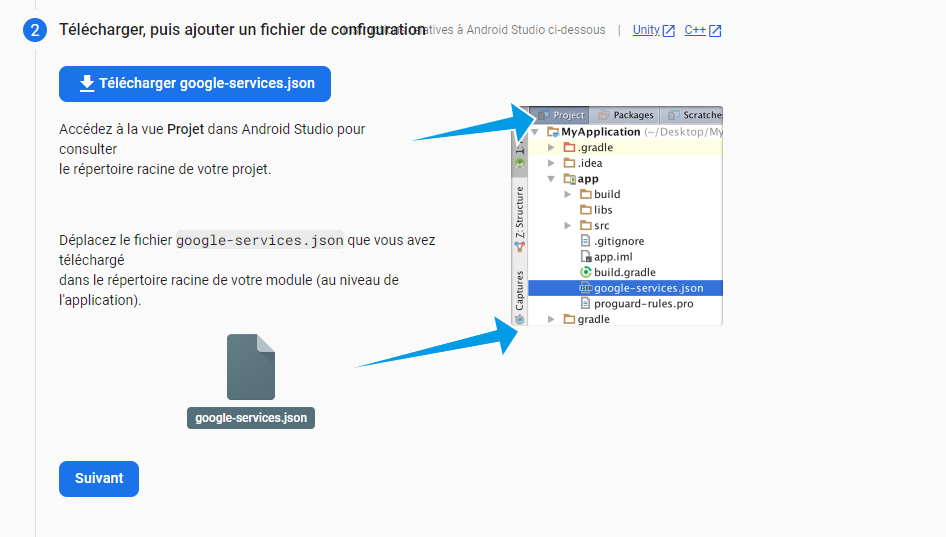 2 Télécharger, puis ajouter un fichier de configuration relatives à Android Studio ci-dessous | Unity C++
Télécharger google-services.json
Accédez à la vue Projet dans Android Studio pour
consulter
le répertoire racine de votre projet.
Déplacez le fichier google-services.json que vous avez
téléchargé
dans le répertoire racine de votre module (au niveau de
l'application).
google-services.json
Suivant
Project Packages Scratches
MyApplication (~/Desktop/My
.gradle
.idea
app
build
libs
src
.gitignore
app.iml
build.gradle
google-services.json
proguard-rules.pro
gradle
Z: Structure
Captures